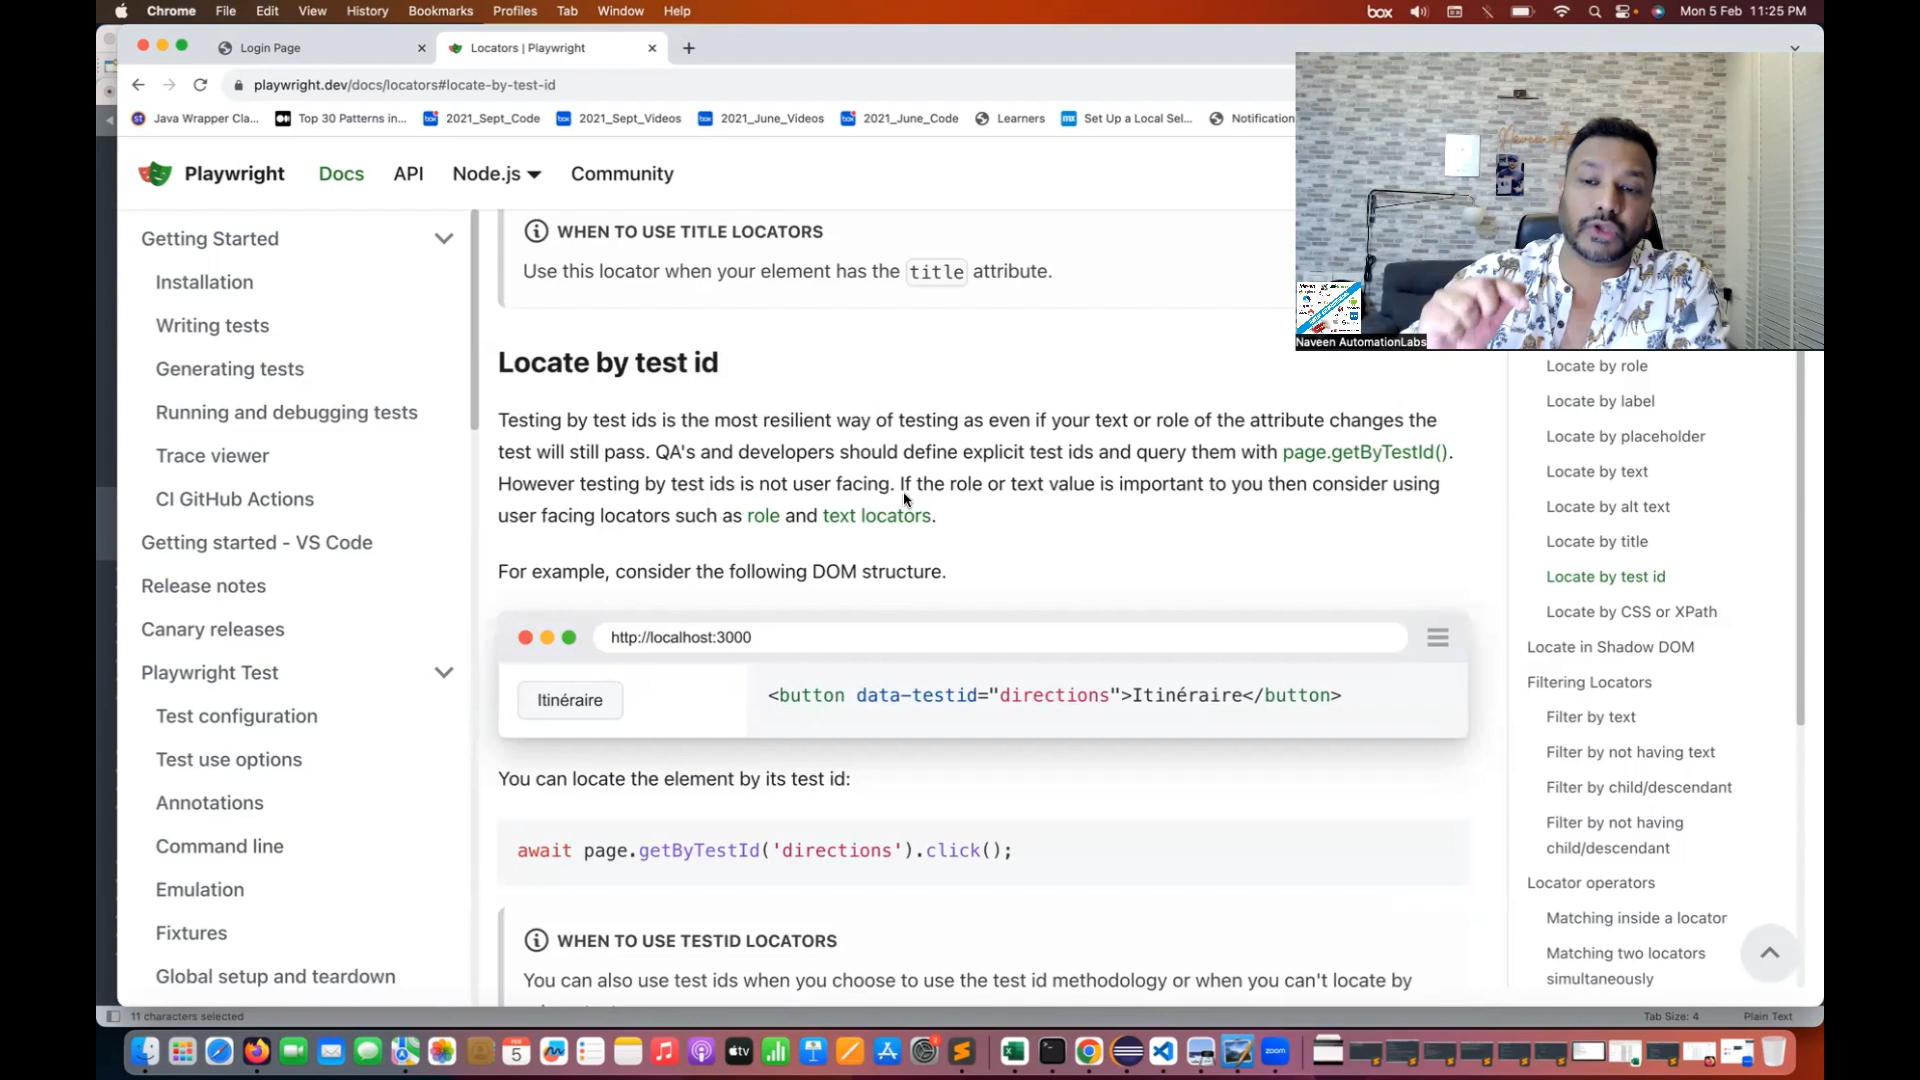 Chrome File Edit View History Bookmarks Profiles Tab Window Help
box Mon 5 Feb 11:25 PM
Login Page
Locators | Playwright
playwright.dev/docs/locators#locate-by-test-id
Java Wrapper Cla...
Top 30 Patterns in...
2021_Sept_Code
2021_Sept_Videos
2021_June_Videos
2021_June_Code
Learners
Set Up a Local Sel...
Notification
Playwright
Docs
API
Node.js
Community
Getting Started
Installation
Writing tests
Generating tests
Running and debugging tests
Trace viewer
CI GitHub Actions
Getting started - VS Code
Release notes
Canary releases
Playwright Test
Test configuration
Test use options
Annotations
Command line
Emulation
Fixtures
Global setup and teardown
WHEN TO USE TITLE LOCATORS
Use this locator when your element has the title attribute.
Locate by test id
Testing by test ids is the most resilient way of testing as even if your text or role of the attribute changes the
test will still pass. QA's and developers should define explicit test ids and query them with page.getByTestId().
However testing by test ids is not user facing. If the role or text value is important to you then consider using
user facing locators such as role and text locators.
For example, consider the following DOM structure.
http://localhost:3000
Itinéraire
<button data-testid="directions">Itinéraire</button>
You can locate the element by its test id:
await page.getByTestId('directions').click();
WHEN TO USE TESTID LOCATORS
You can also use test ids when you choose to use the test id methodology or when you can't locate by
Naveen AutomationLabs
Locate by role
Locate by label
Locate by placeholder
Locate by text
Locate by alt text
Locate by title
Locate by test id
Locate by CSS or XPath
Locate in Shadow DOM
Filtering Locators
Filter by text
Filter by not having text
Filter by child/descendant
Filter by not having
child/descendant
Locator operators
Matching inside a locator
Matching two locators
simultaneously
11 characters selected
Tab Size: 4
Plain Text
5
tv
zoom